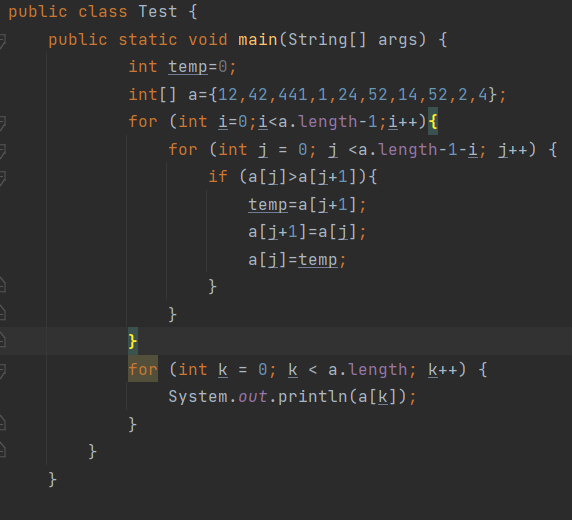 public class Test {
    public static void main(String[] args) {
            int temp=0;
            int[] a={12,42,441,1,24,52,14,52,2,4};
            for (int i=0;i<a.length-1;i++){
                for (int j = 0; j <a.length-1-i; j++) {
                    if (a[j]>a[j+1]){
                        temp=a[j+1];
                        a[j+1]=a[j];
                        a[j]=temp;
                    }
                }
            }
            for (int k = 0; k < a.length; k++) {
                System.out.println(a[k]);
            }
        }
    }